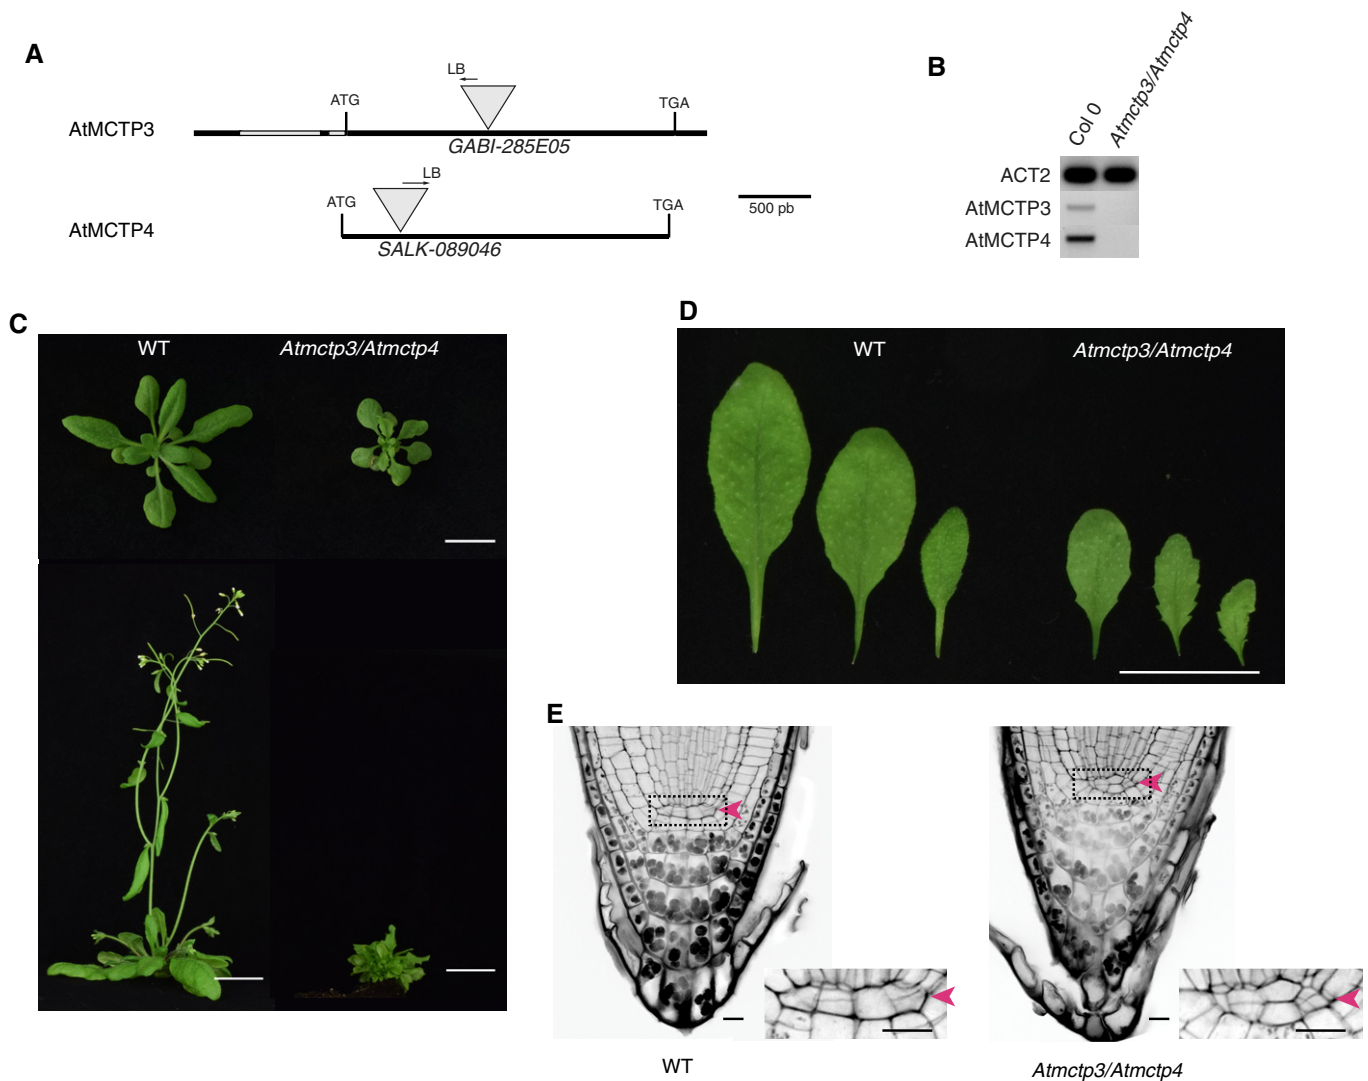 A
LB
ATG
TGA
AtMCTP3
GABI-285E05
LB
ATG
TGA
AtMCTP4
SALK-089046
500 pb
B
Col 0
Atmctp3/Atmctp4
ACT2
AtMCTP3
AtMCTP4
C
WT
Atmctp3/Atmctp4
D
WT
Atmctp3/Atmctp4
E
WT
Atmctp3/Atmctp4